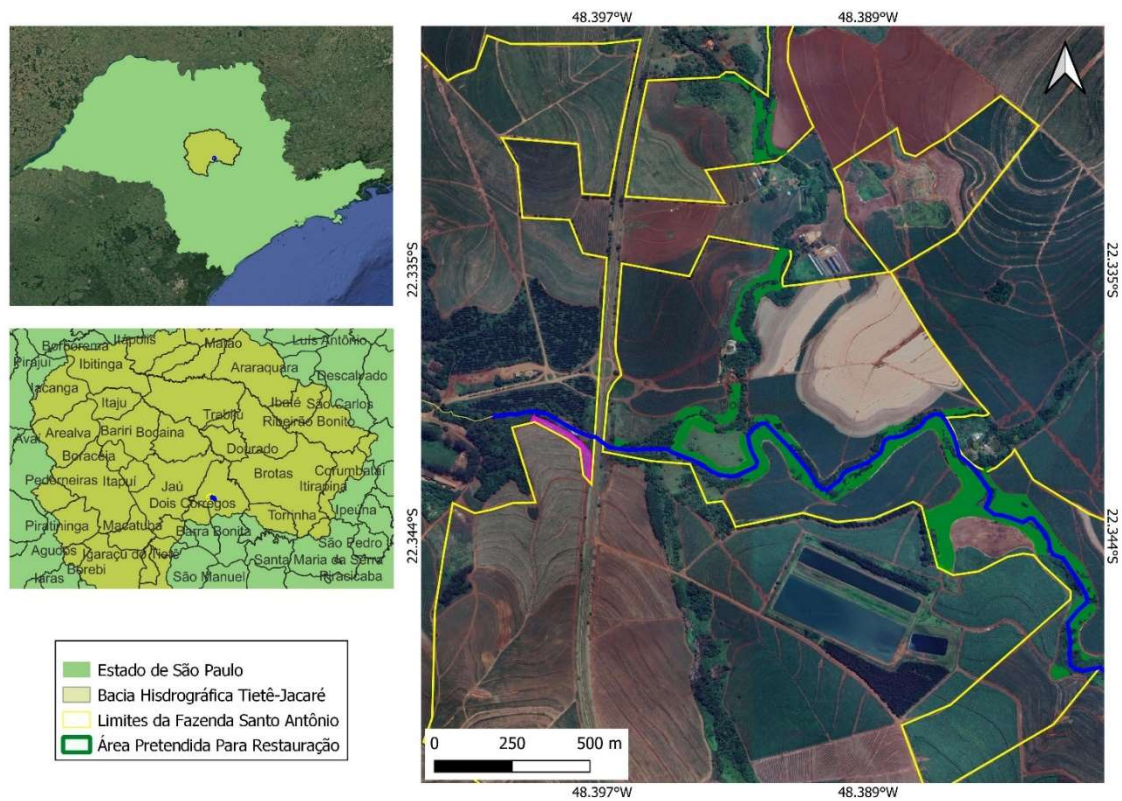 48.397°W 48.389°W
22.335°S 22.335°S
22.344°S 22.344°S
0 250 500 m
48.397°W 48.389°W
Borborema Itápolis Matão Luís Antônio
Pirajuí Ibitinga Araraquara Descalvado
Iacanga Itaju Ibaté São Carlos
Trabiju Ribeirão Bonito
Avaí Arealva Bariri Bocaina
Boracéia Dourado
Pederneiras Itapuí Jaú Brotas Corumbataí
Itirapina
Dois Córregos Ipeúna
Piratininga Macatuba Barra Bonita Torrinha
Agudos Igaraçu do Tietê São Pedro
Borebi Santa Maria da Serra
Iaras São Manuel Piracicaba
Estado de São Paulo
Bacia Hisdrográfica Tietê-Jacaré
Limites da Fazenda Santo Antônio
Área Pretendida Para Restauração